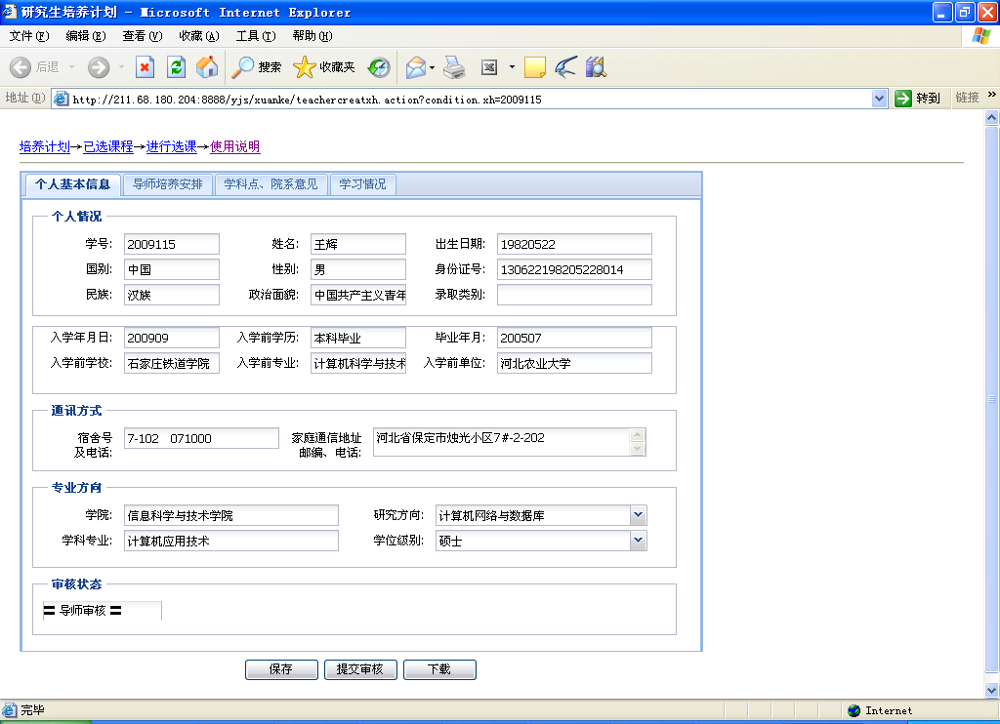 研究生培养计划 - Microsoft Internet Explorer
文件(F) 编辑(E) 查看(V) 收藏(A) 工具(T) 帮助(H)
后退 搜索 收藏夹
地址(D) http://211.68.180.204:8888/yjs/xuanke/teachercreatxh.action?condition.xh=2009115 转到 链接 »
培养计划→已选课程→进行选课→使用说明
个人基本信息 导师培养安排 学科点、院系意见 学习情况
个人情况
学号: 2009115 姓名: 王辉 出生日期: 19820522
国别: 中国 性别: 男 身份证号: 130622198205228014
民族: 汉族 政治面貌: 中国共产主义青年 录取类别:
入学年月日: 200909 入学前学历: 本科毕业 毕业年月: 200507
入学前学校: 石家庄铁道学院 入学前专业: 计算机科学与技术 入学前单位: 河北农业大学
通讯方式
宿舍号及电话: 7-102 071000 家庭通信地址邮编、电话: 河北省保定市烛光小区7#-2-202
专业方向
学院: 信息科学与技术学院 研究方向: 计算机网络与数据库
学科专业: 计算机应用技术 学位级别: 硕士
审核状态
〓 导师审核 〓
保存 提交审核 下载
完毕 Internet